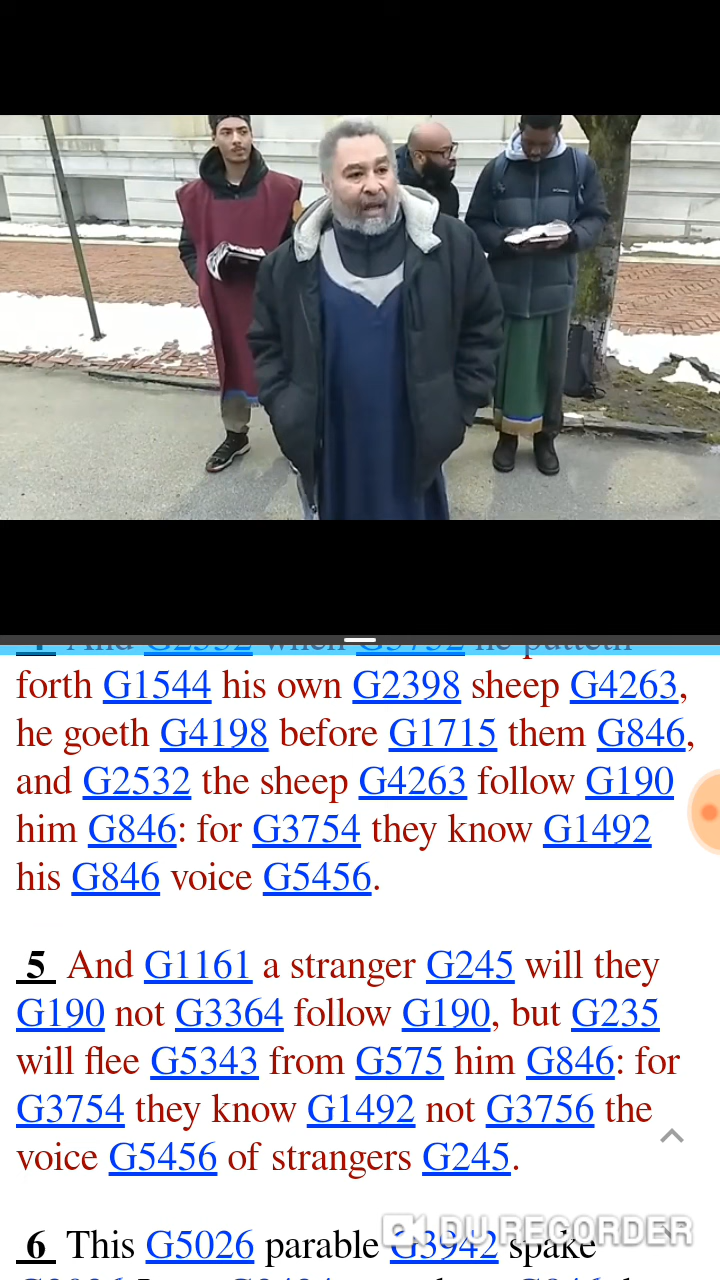 forth G1544 his own G2398 sheep G4263,
he goeth G4198 before G1715 them G846,
and G2532 the sheep G4263 follow G190
him G846: for G3754 they know G1492
his G846 voice G5456.
5 And G1161 a stranger G245 will they
G190 not G3364 follow G190, but G235
will flee G5343 from G575 him G846: for
G3754 they know G1492 not G3756 the
voice G5456 of strangers G245.
6 This G5026 parable G3942 spake
DU RECORDER